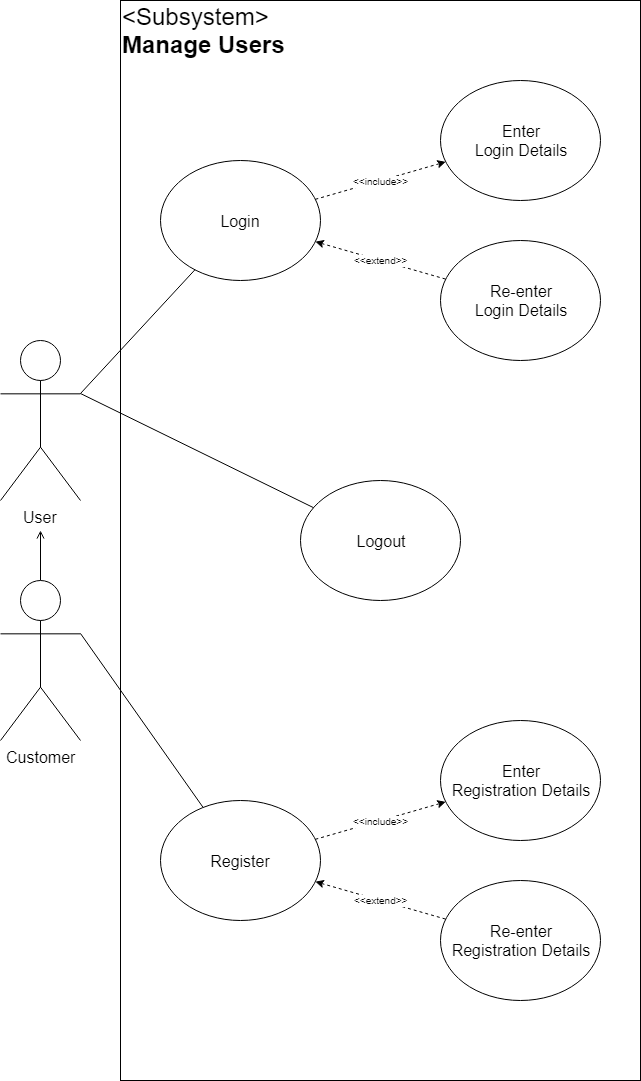 <Subsystem>
Manage Users
Enter
Login Details
<<include>>
Login
<<extend>>
Re-enter
Login Details
User
Logout
Customer
Enter
Registration Details
<<include>>
Register
<<extend>>
Re-enter
Registration Details